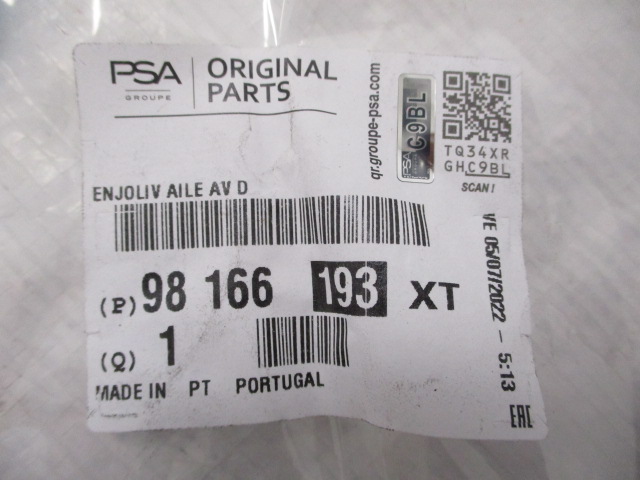 PSA
GROUPE
ORIGINAL
PARTS
qr.groupe-psa.com
PSA C9BL
TQ34XR
GHC9BL
SCAN!
ENJOLIV AILE AV D
(P) 98 166 193 XT
(Q) 1
MADE IN PT PORTUGAL
VE 05/07/2022 - 5:13
EAC